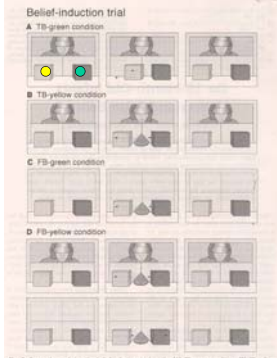 Belief-induction trial
A TB-green condition
B TB-yellow condition
C FB-green condition
D FB-yellow condition